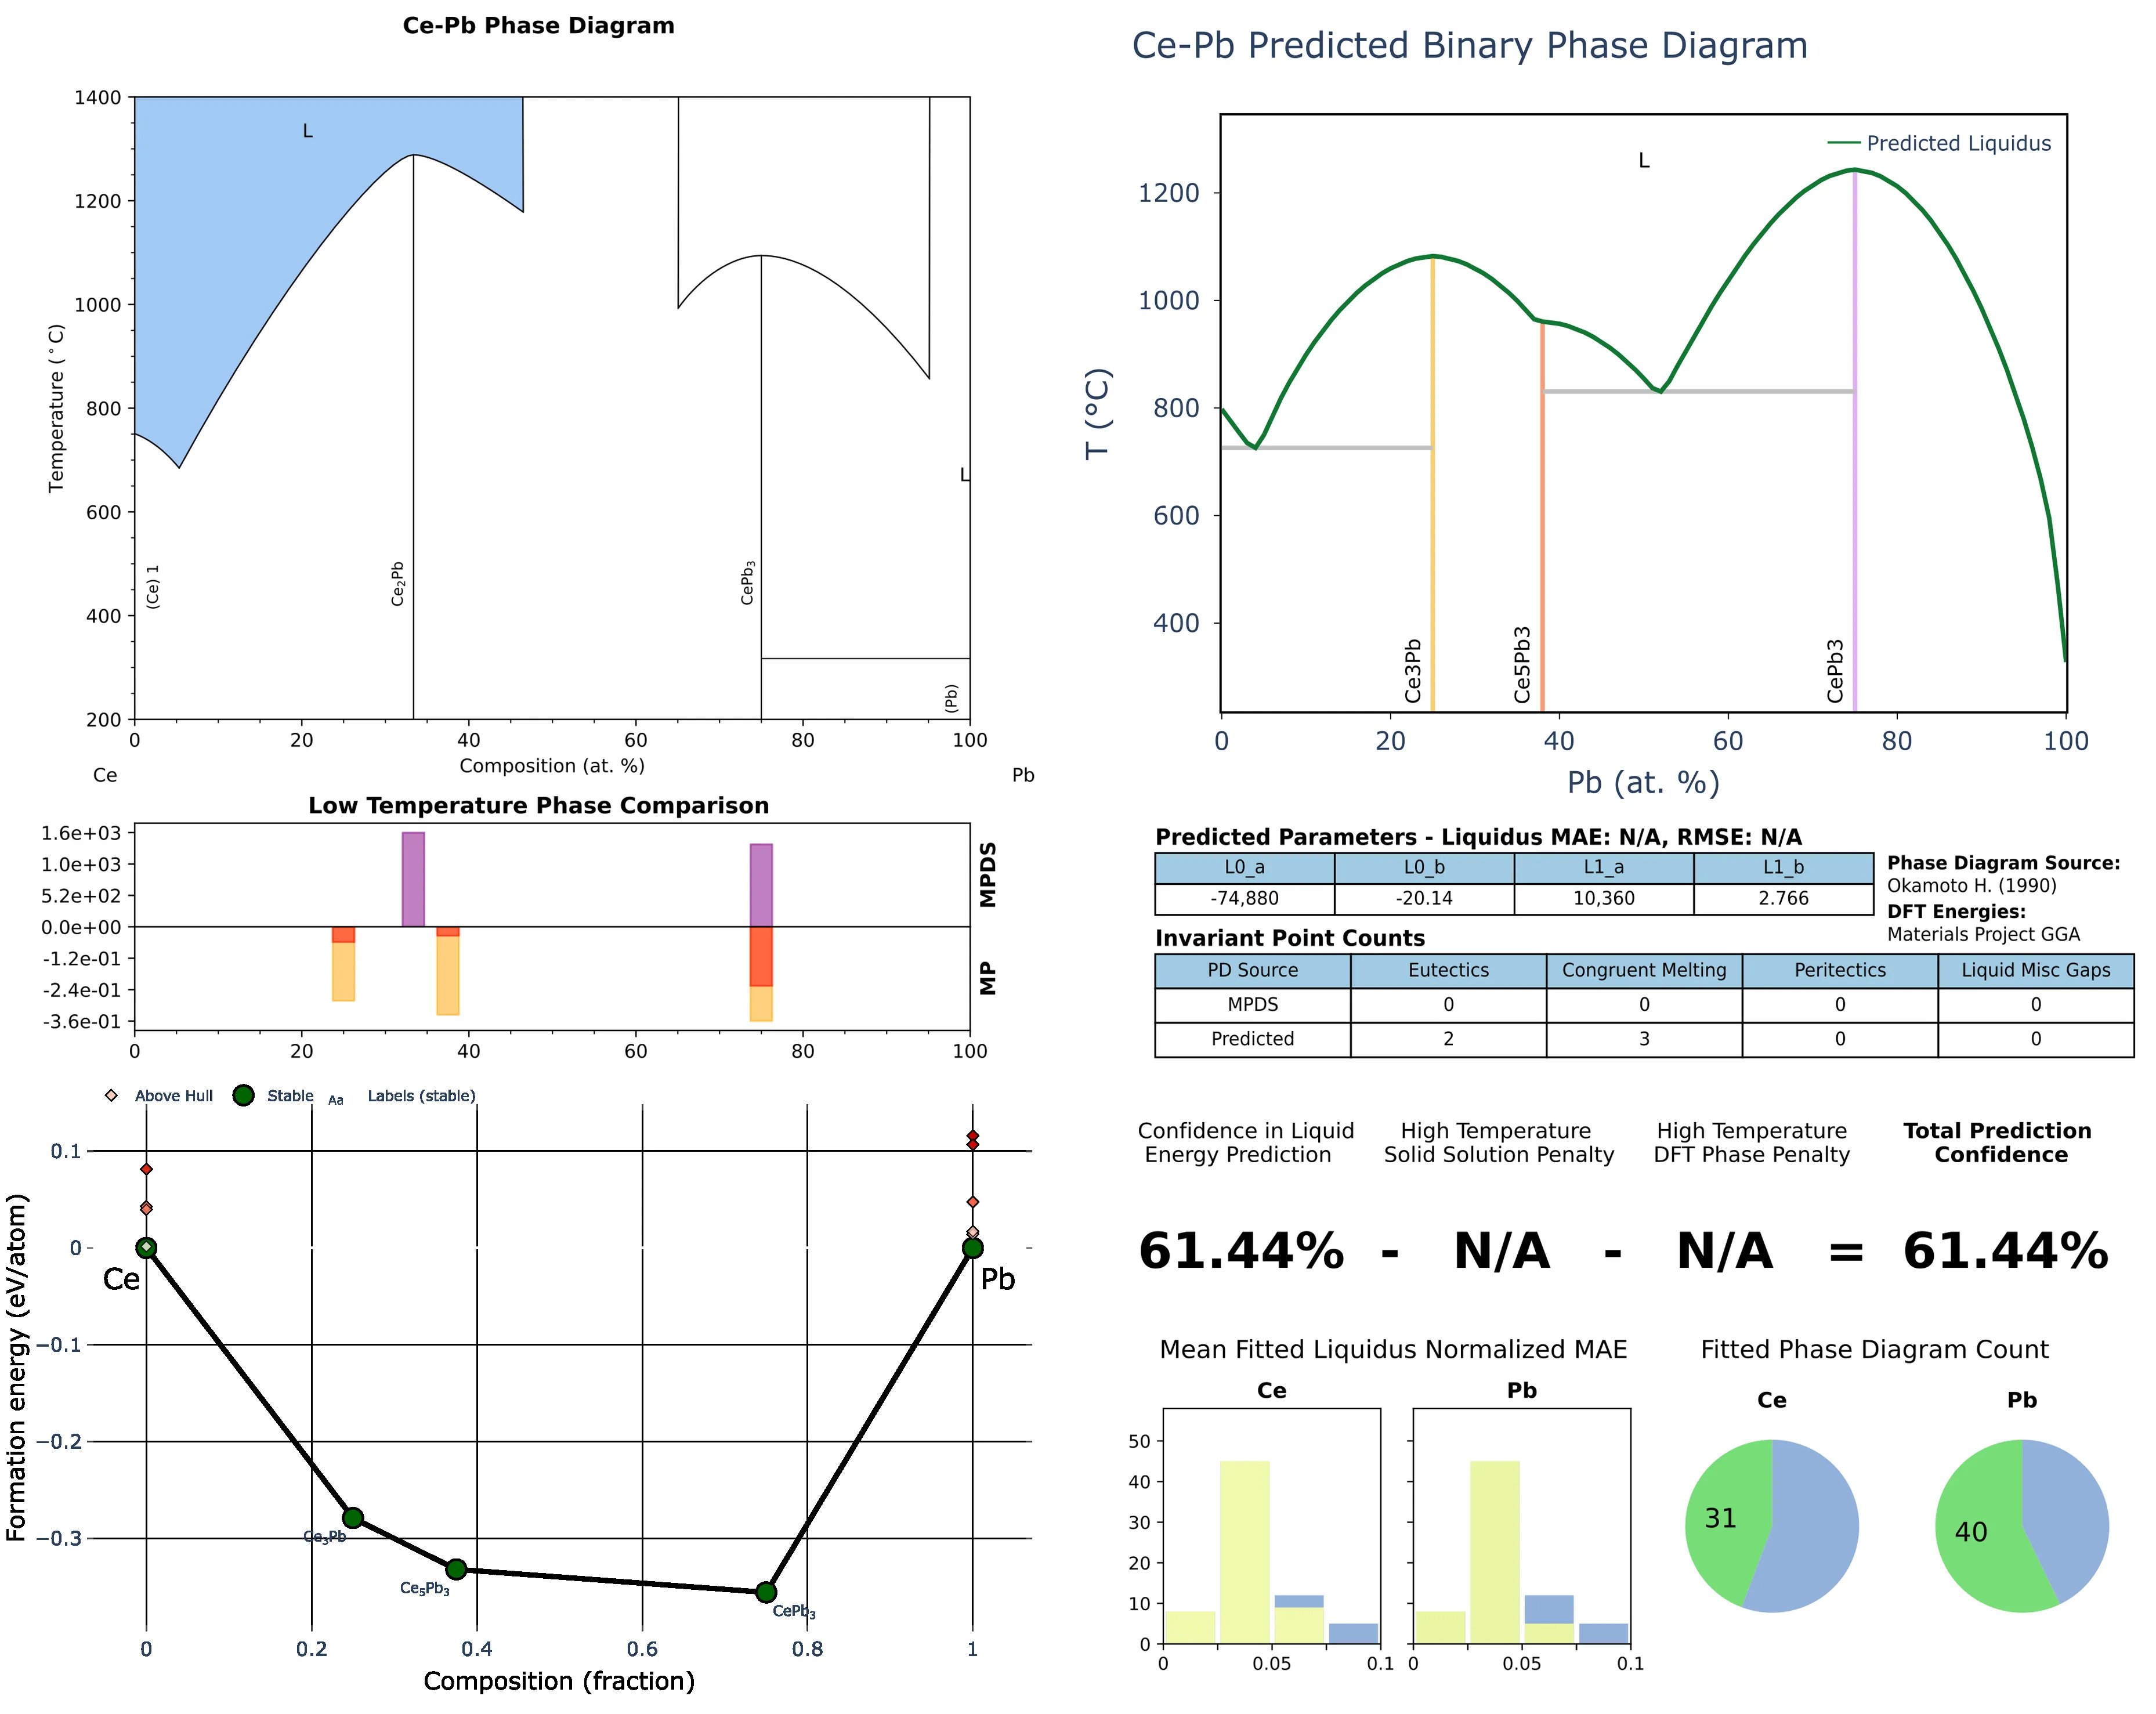 Ce-Pb Phase Diagram
1400
1200
1000
800
600
400
200
Temperature (°C)
L
L
(Ce) 1
Ce₂Pb
CePb₃
(Pb)
0 20 40 60 80 100
Composition (at. %)
Ce Pb
Low Temperature Phase Comparison
1.6e+03
1.0e+03
5.2e+02
0.0e+00
-1.2e-01
-2.4e-01
-3.6e-01
MPDS
MP
0 20 40 60 80 100
Above Hull Stable Aa Labels (stable)
0.1
0
−0.1
−0.2
−0.3
Formation energy (eV/atom)
Ce
Pb
Ce₃Pb
Ce₅Pb₃
CePb₃
0 0.2 0.4 0.6 0.8 1
Composition (fraction)
Ce-Pb Predicted Binary Phase Diagram
Predicted Liquidus
L
1200
1000
800
600
400
T (°C)
Ce3Pb
Ce5Pb3
CePb3
0 20 40 60 80 100
Pb (at. %)
Predicted Parameters - Liquidus MAE: N/A, RMSE: N/A
L0_a L0_b L1_a L1_b
-74,880 -20.14 10,360 2.766
Phase Diagram Source:
Okamoto H. (1990)
DFT Energies:
Materials Project GGA
Invariant Point Counts
PD Source Eutectics Congruent Melting Peritectics Liquid Misc Gaps
MPDS 0 0 0 0
Predicted 2 3 0 0
Confidence in Liquid
Energy Prediction
High Temperature
Solid Solution Penalty
High Temperature
DFT Phase Penalty
Total Prediction
Confidence
61.44% - N/A - N/A = 61.44%
Mean Fitted Liquidus Normalized MAE
Ce Pb
50
40
30
20
10
0
0 0.05 0.1 0 0.05 0.1
Fitted Phase Diagram Count
Ce Pb
31 40